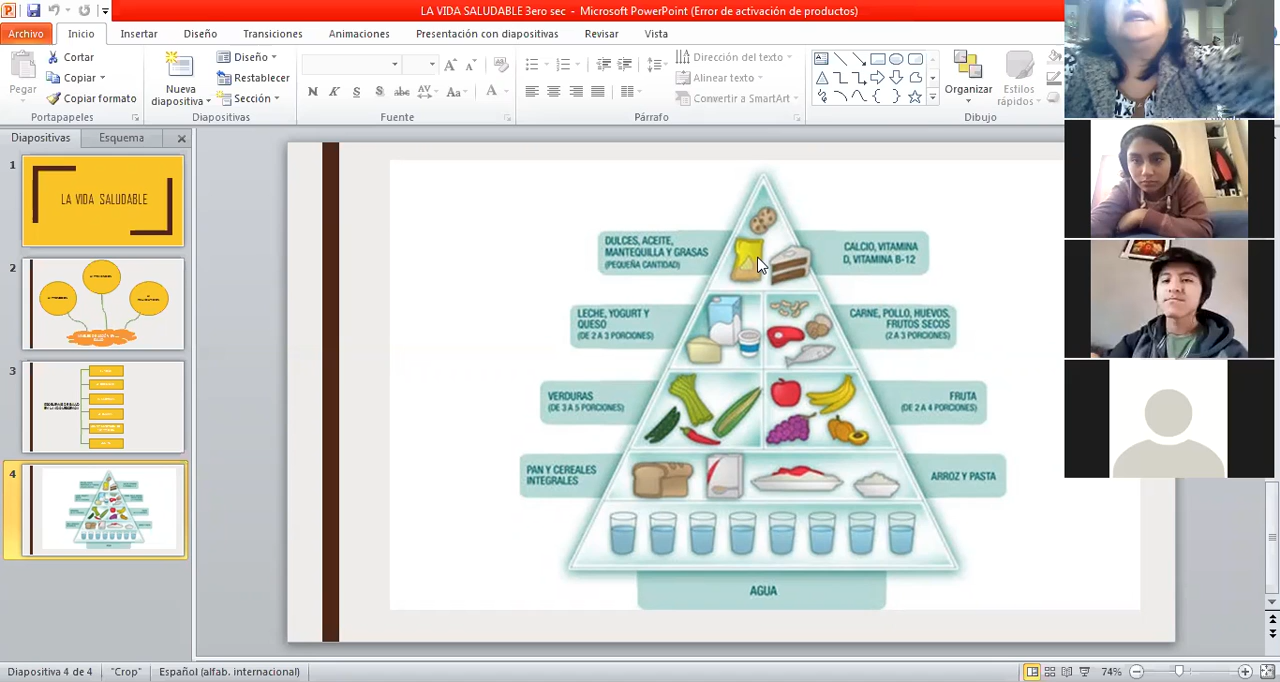 LA VIDA SALUDABLE 3ero sec - Microsoft PowerPoint (Error de activación de productos)
Archivo Inicio Insertar Diseño Transiciones Animaciones Presentación con diapositivas Revisar Vista
Pegar
Cortar
Copiar
Copiar formato
Portapapeles
Nueva
diapositiva
Diseño
Restablecer
Sección
Diapositivas
Fuente
Dirección del texto
Alinear texto
Convertir a SmartArt
Párrafo
Organizar
Estilos
rápidos
Dibujo
Diapositivas Esquema
1
LA VIDA SALUDABLE
2
3
4
DULCES, ACEITE,
MANTEQUILLA Y GRASAS
(PEQUEÑA CANTIDAD)
CALCIO, VITAMINA
D, VITAMINA B-12
LECHE, YOGURT Y
QUESO
(DE 2 A 3 PORCIONES)
CARNE, POLLO, HUEVOS,
FRUTOS SECOS
(2 A 3 PORCIONES)
VERDURAS
(DE 3 A 5 PORCIONES)
FRUTA
(DE 2 A 4 PORCIONES)
PAN Y CEREALES
INTEGRALES
ARROZ Y PASTA
AGUA
Diapositiva 4 de 4 "Crop" Español (alfab. internacional) 74%